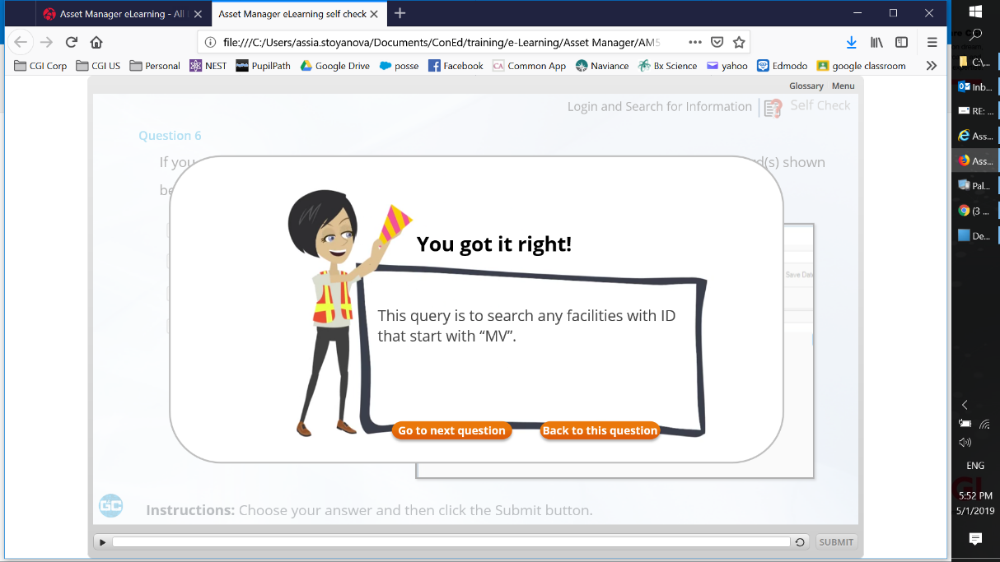 Asset Manager eLearning - All
Asset Manager eLearning self check
file:///C:/Users/assia.stoyanova/Documents/ConEd/training/e-Learning/Asset Manager/AM5
CGI Corp CGI US Personal NEST PupilPath Google Drive posse Facebook CA Common App Naviance Bx Science yahoo Edmodo google classroom
Glossary Menu
Login and Search for Information Self Check
Question 6
If you (s) shown
be
Save Date
You got it right!
This query is to search any facilities with ID
that start with “MV”.
Go to next question Back to this question
GC Instructions: Choose your answer and then click the Submit button.
SUBMIT
C:\...
Inb...
RE: ...
Ass...
Ass...
Pal...
(3 ...
De...
ENG
5:52 PM
5/1/2019